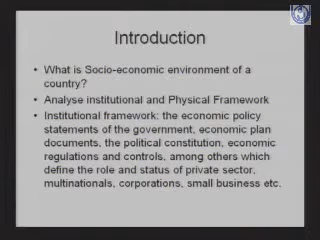 Introduction
• What is Socio-economic environment of a
country?
• Analyse institutional and Physical Framework
• Institutional framework: the economic policy
statements of the government, economic plan
documents, the political constitution, economic
regulations and controls, among others which
define the role and status of private sector,
multinationals, corporations, small business etc.